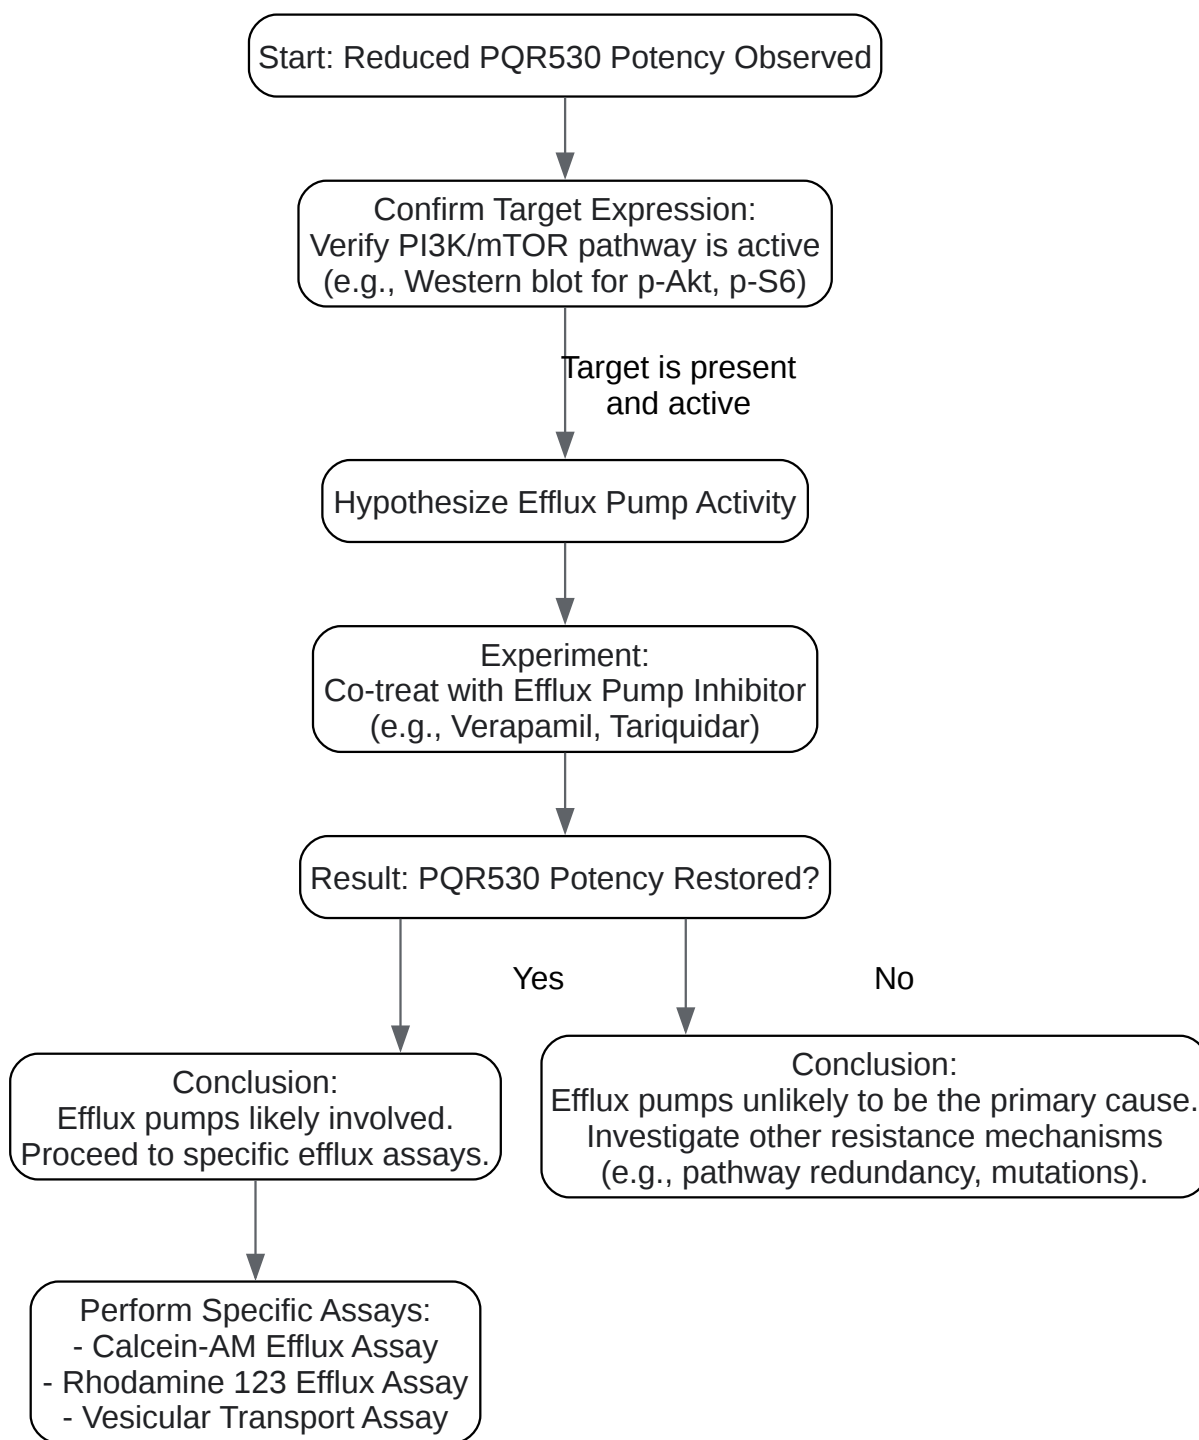 Start: Reduced PQR530 Potency Observed
Confirm Target Expression:
Verify PI3K/mTOR pathway is active
(e.g., Western blot for p-Akt, p-S6)
Target is present
and active
Hypothesize Efflux Pump Activity
Experiment:
Co-treat with Efflux Pump Inhibitor
(e.g., Verapamil, Tariquidar)
Result: PQR530 Potency Restored?
Yes
No
Conclusion:
Efflux pumps likely involved.
Proceed to specific efflux assays.
Conclusion:
Efflux pumps unlikely to be the primary cause.
Investigate other resistance mechanisms
(e.g., pathway redundancy, mutations).
Perform Specific Assays:
- Calcein-AM Efflux Assay
- Rhodamine 123 Efflux Assay
- Vesicular Transport Assay